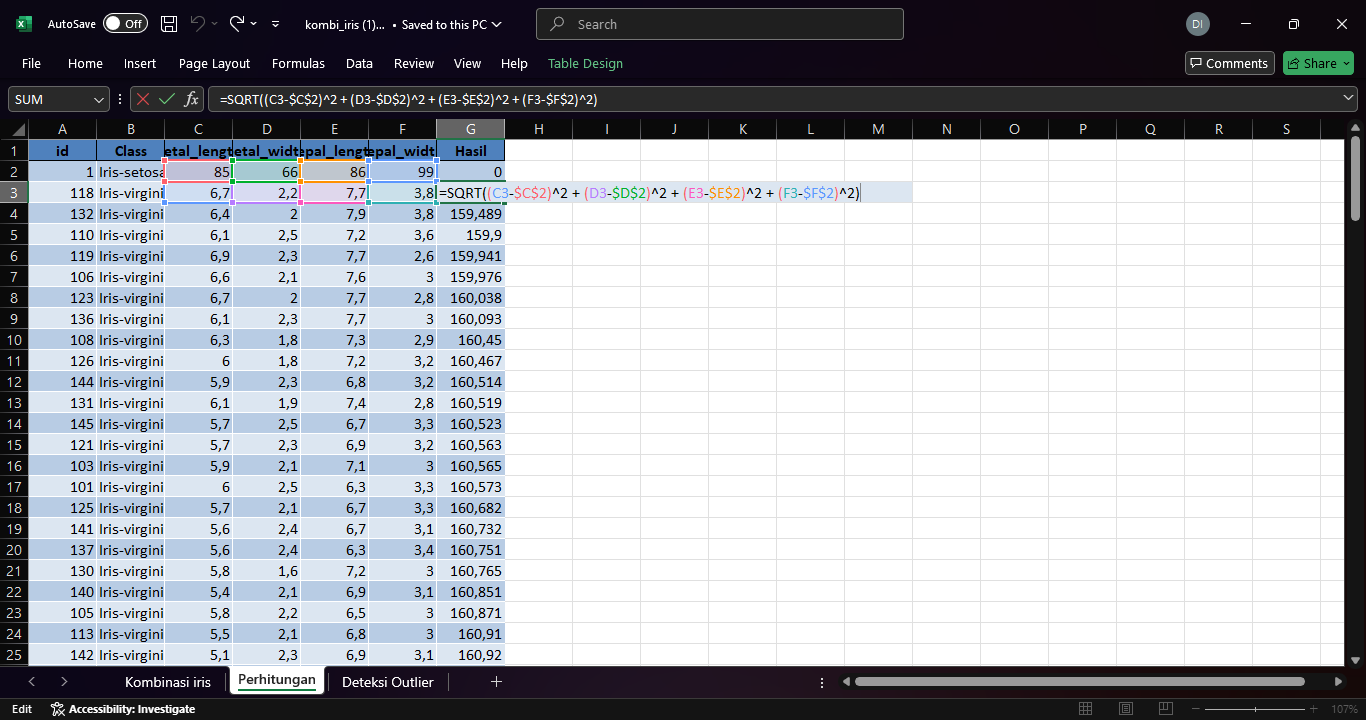 AutoSave Off kombi_iris (1)... • Saved to this PC Search DI
File Home Insert Page Layout Formulas Data Review View Help Table Design Comments Share
SUM fx =SQRT((C3-$C$2)^2 + (D3-$D$2)^2 + (E3-$E$2)^2 + (F3-$F$2)^2)
A B C D E F G H I J K L M N O P Q R S
1 id Class etal_lengt etal_widt epal_lengt epal_widt Hasil
2 1 Iris-setosa 85 66 86 99 0
3 118 Iris-virgini 6,7 2,2 7,7 3,8 =SQRT((C3-$C$2)^2 + (D3-$D$2)^2 + (E3-$E$2)^2 + (F3-$F$2)^2)
4 132 Iris-virgini 6,4 2 7,9 3,8 159,489
5 110 Iris-virgini 6,1 2,5 7,2 3,6 159,9
6 119 Iris-virgini 6,9 2,3 7,7 2,6 159,941
7 106 Iris-virgini 6,6 2,1 7,6 3 159,976
8 123 Iris-virgini 6,7 2 7,7 2,8 160,038
9 136 Iris-virgini 6,1 2,3 7,7 3 160,093
10 108 Iris-virgini 6,3 1,8 7,3 2,9 160,45
11 126 Iris-virgini 6 1,8 7,2 3,2 160,467
12 144 Iris-virgini 5,9 2,3 6,8 3,2 160,514
13 131 Iris-virgini 6,1 1,9 7,4 2,8 160,519
14 145 Iris-virgini 5,7 2,5 6,7 3,3 160,523
15 121 Iris-virgini 5,7 2,3 6,9 3,2 160,563
16 103 Iris-virgini 5,9 2,1 7,1 3 160,565
17 101 Iris-virgini 6 2,5 6,3 3,3 160,573
18 125 Iris-virgini 5,7 2,1 6,7 3,3 160,682
19 141 Iris-virgini 5,6 2,4 6,7 3,1 160,732
20 137 Iris-virgini 5,6 2,4 6,3 3,4 160,751
21 130 Iris-virgini 5,8 1,6 7,2 3 160,765
22 140 Iris-virgini 5,4 2,1 6,9 3,1 160,851
23 105 Iris-virgini 5,8 2,2 6,5 3 160,871
24 113 Iris-virgini 5,5 2,1 6,8 3 160,91
25 142 Iris-virgini 5,1 2,3 6,9 3,1 160,92
Kombinasi iris Perhitungan Deteksi Outlier
Edit Accessibility: Investigate 107%